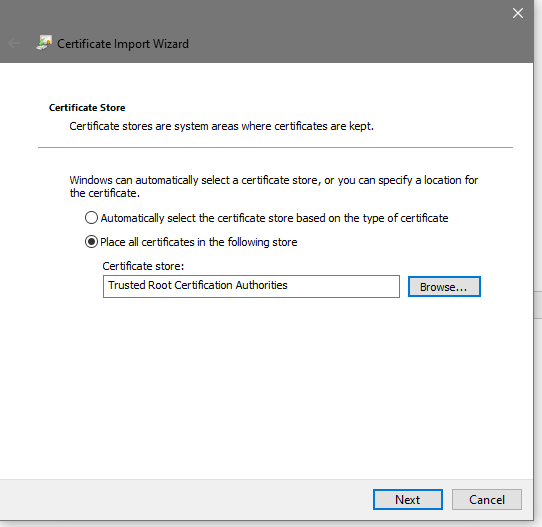 Certificate Import Wizard
Certificate Store
Certificate stores are system areas where certificates are kept.
Windows can automatically select a certificate store, or you can specify a location for
the certificate.
Automatically select the certificate store based on the type of certificate
Place all certificates in the following store
Certificate store:
Trusted Root Certification Authorities
Browse...
Next
Cancel